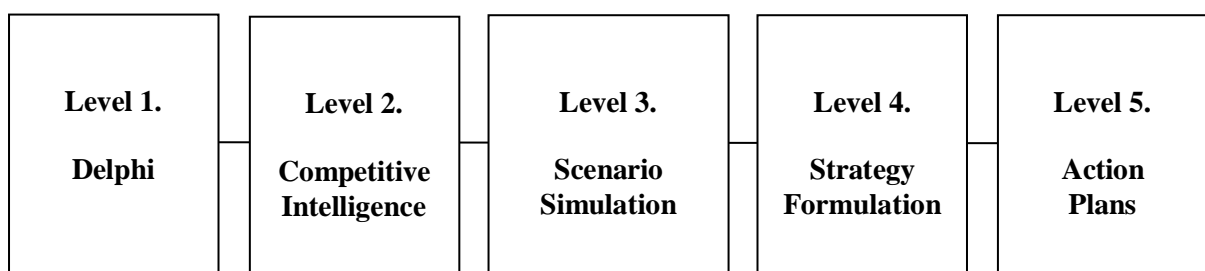 Level 1.
Delphi
Level 2.
Competitive
Intelligence
Level 3.
Scenario
Simulation
Level 4.
Strategy
Formulation
Level 5.
Action
Plans